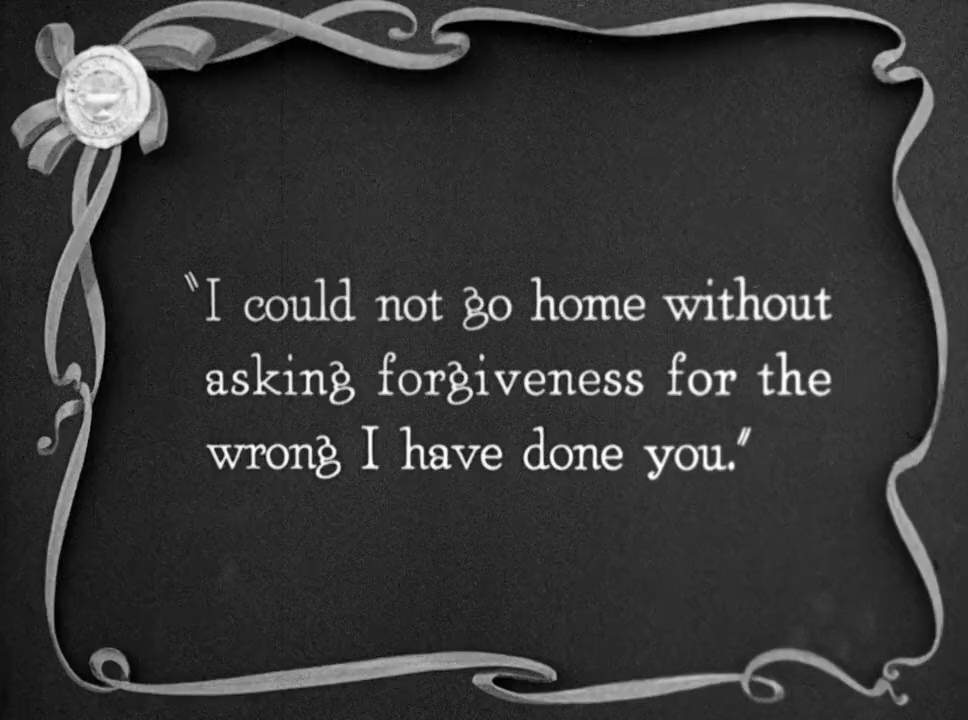 "I could not go home without
asking forgiveness for the
wrong I have done you."